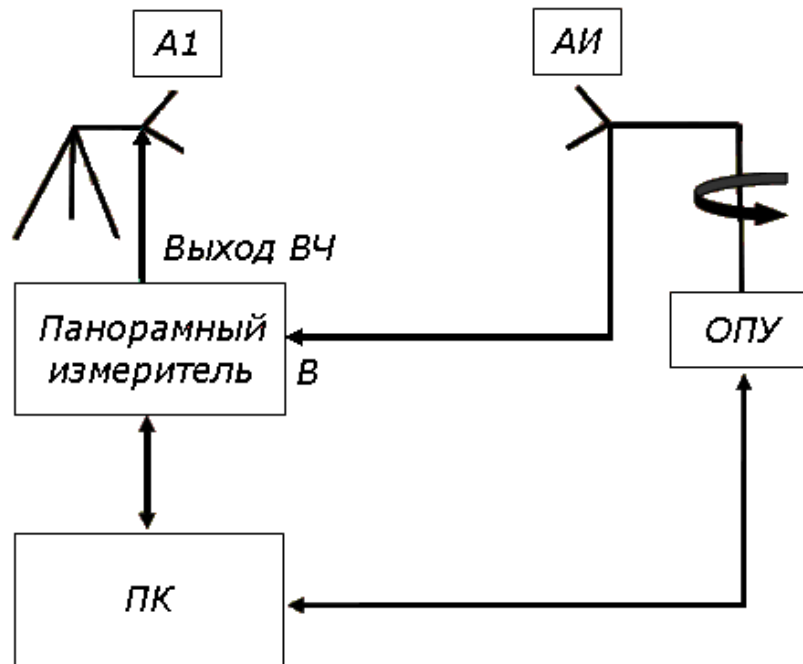 А1
АИ
Выход ВЧ
Панорамный
измеритель
В
ОПУ
ПК